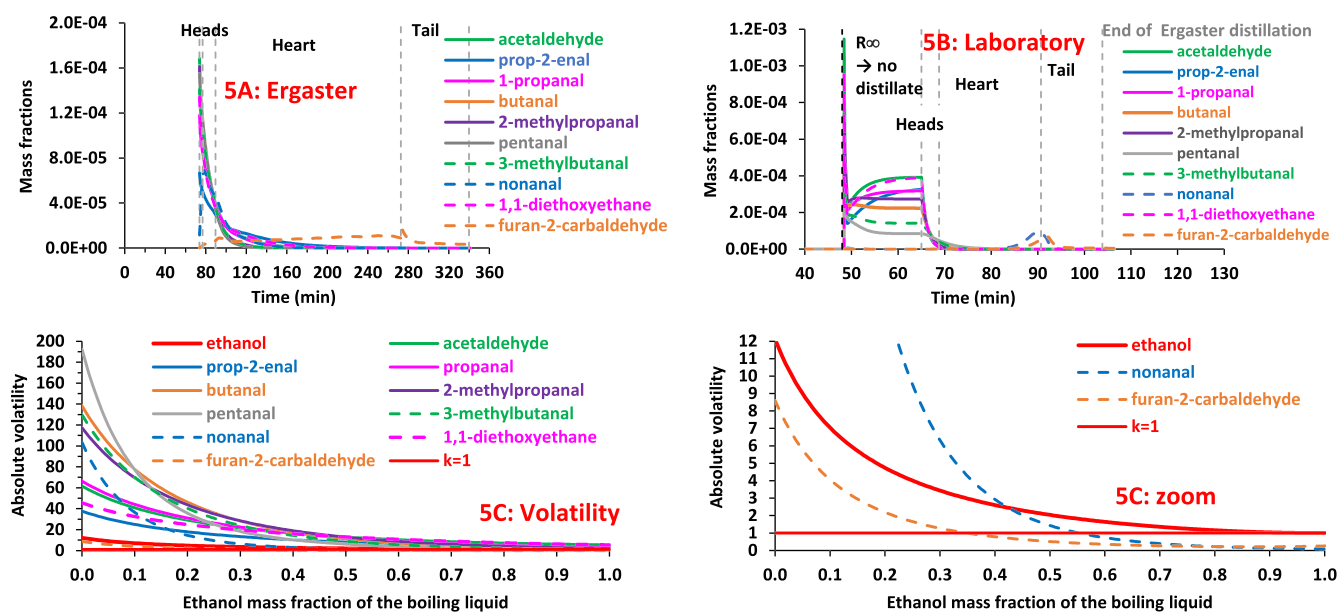 2.0E-04
1.6E-04
1.2E-04
8.0E-05
4.0E-05
0.0E+00
Mass fractions
Heads
Heart
Tail
5A: Ergaster
acetaldehyde
prop-2-enal
1-propanal
butanal
2-methylpropanal
pentanal
3-methylbutanal
nonanal
1,1-diethoxyethane
furan-2-carbaldehyde
0 40 80 120 160 200 240 280 320 360
Time (min)
1.2E-03
1.0E-03
8.0E-04
6.0E-04
4.0E-04
2.0E-04
0.0E+00
Mass fractions
R∞
→ no
distillate
5B: Laboratory
Heads
Heart
Tail
End of Ergaster distillation
acetaldehyde
prop-2-enal
1-propanal
butanal
2-methylpropanal
pentanal
3-methylbutanal
nonanal
1,1-diethoxyethane
furan-2-carbaldehyde
40 50 60 70 80 90 100 110 120 130
Time (min)
200
180
160
140
120
100
80
60
40
20
0
Absolute volatility
ethanol
acetaldehyde
prop-2-enal
propanal
butanal
2-methylpropanal
pentanal
3-methylbutanal
nonanal
1,1-diethoxyethane
furan-2-carbaldehyde
k=1
5C: Volatility
0.0 0.1 0.2 0.3 0.4 0.5 0.6 0.7 0.8 0.9 1.0
Ethanol mass fraction of the boiling liquid
12
11
10
9
8
7
6
5
4
3
2
1
0
Absolute volatility
ethanol
nonanal
furan-2-carbaldehyde
k=1
5C: zoom
0.0 0.1 0.2 0.3 0.4 0.5 0.6 0.7 0.8 0.9 1.0
Ethanol mass fraction of the boiling liquid